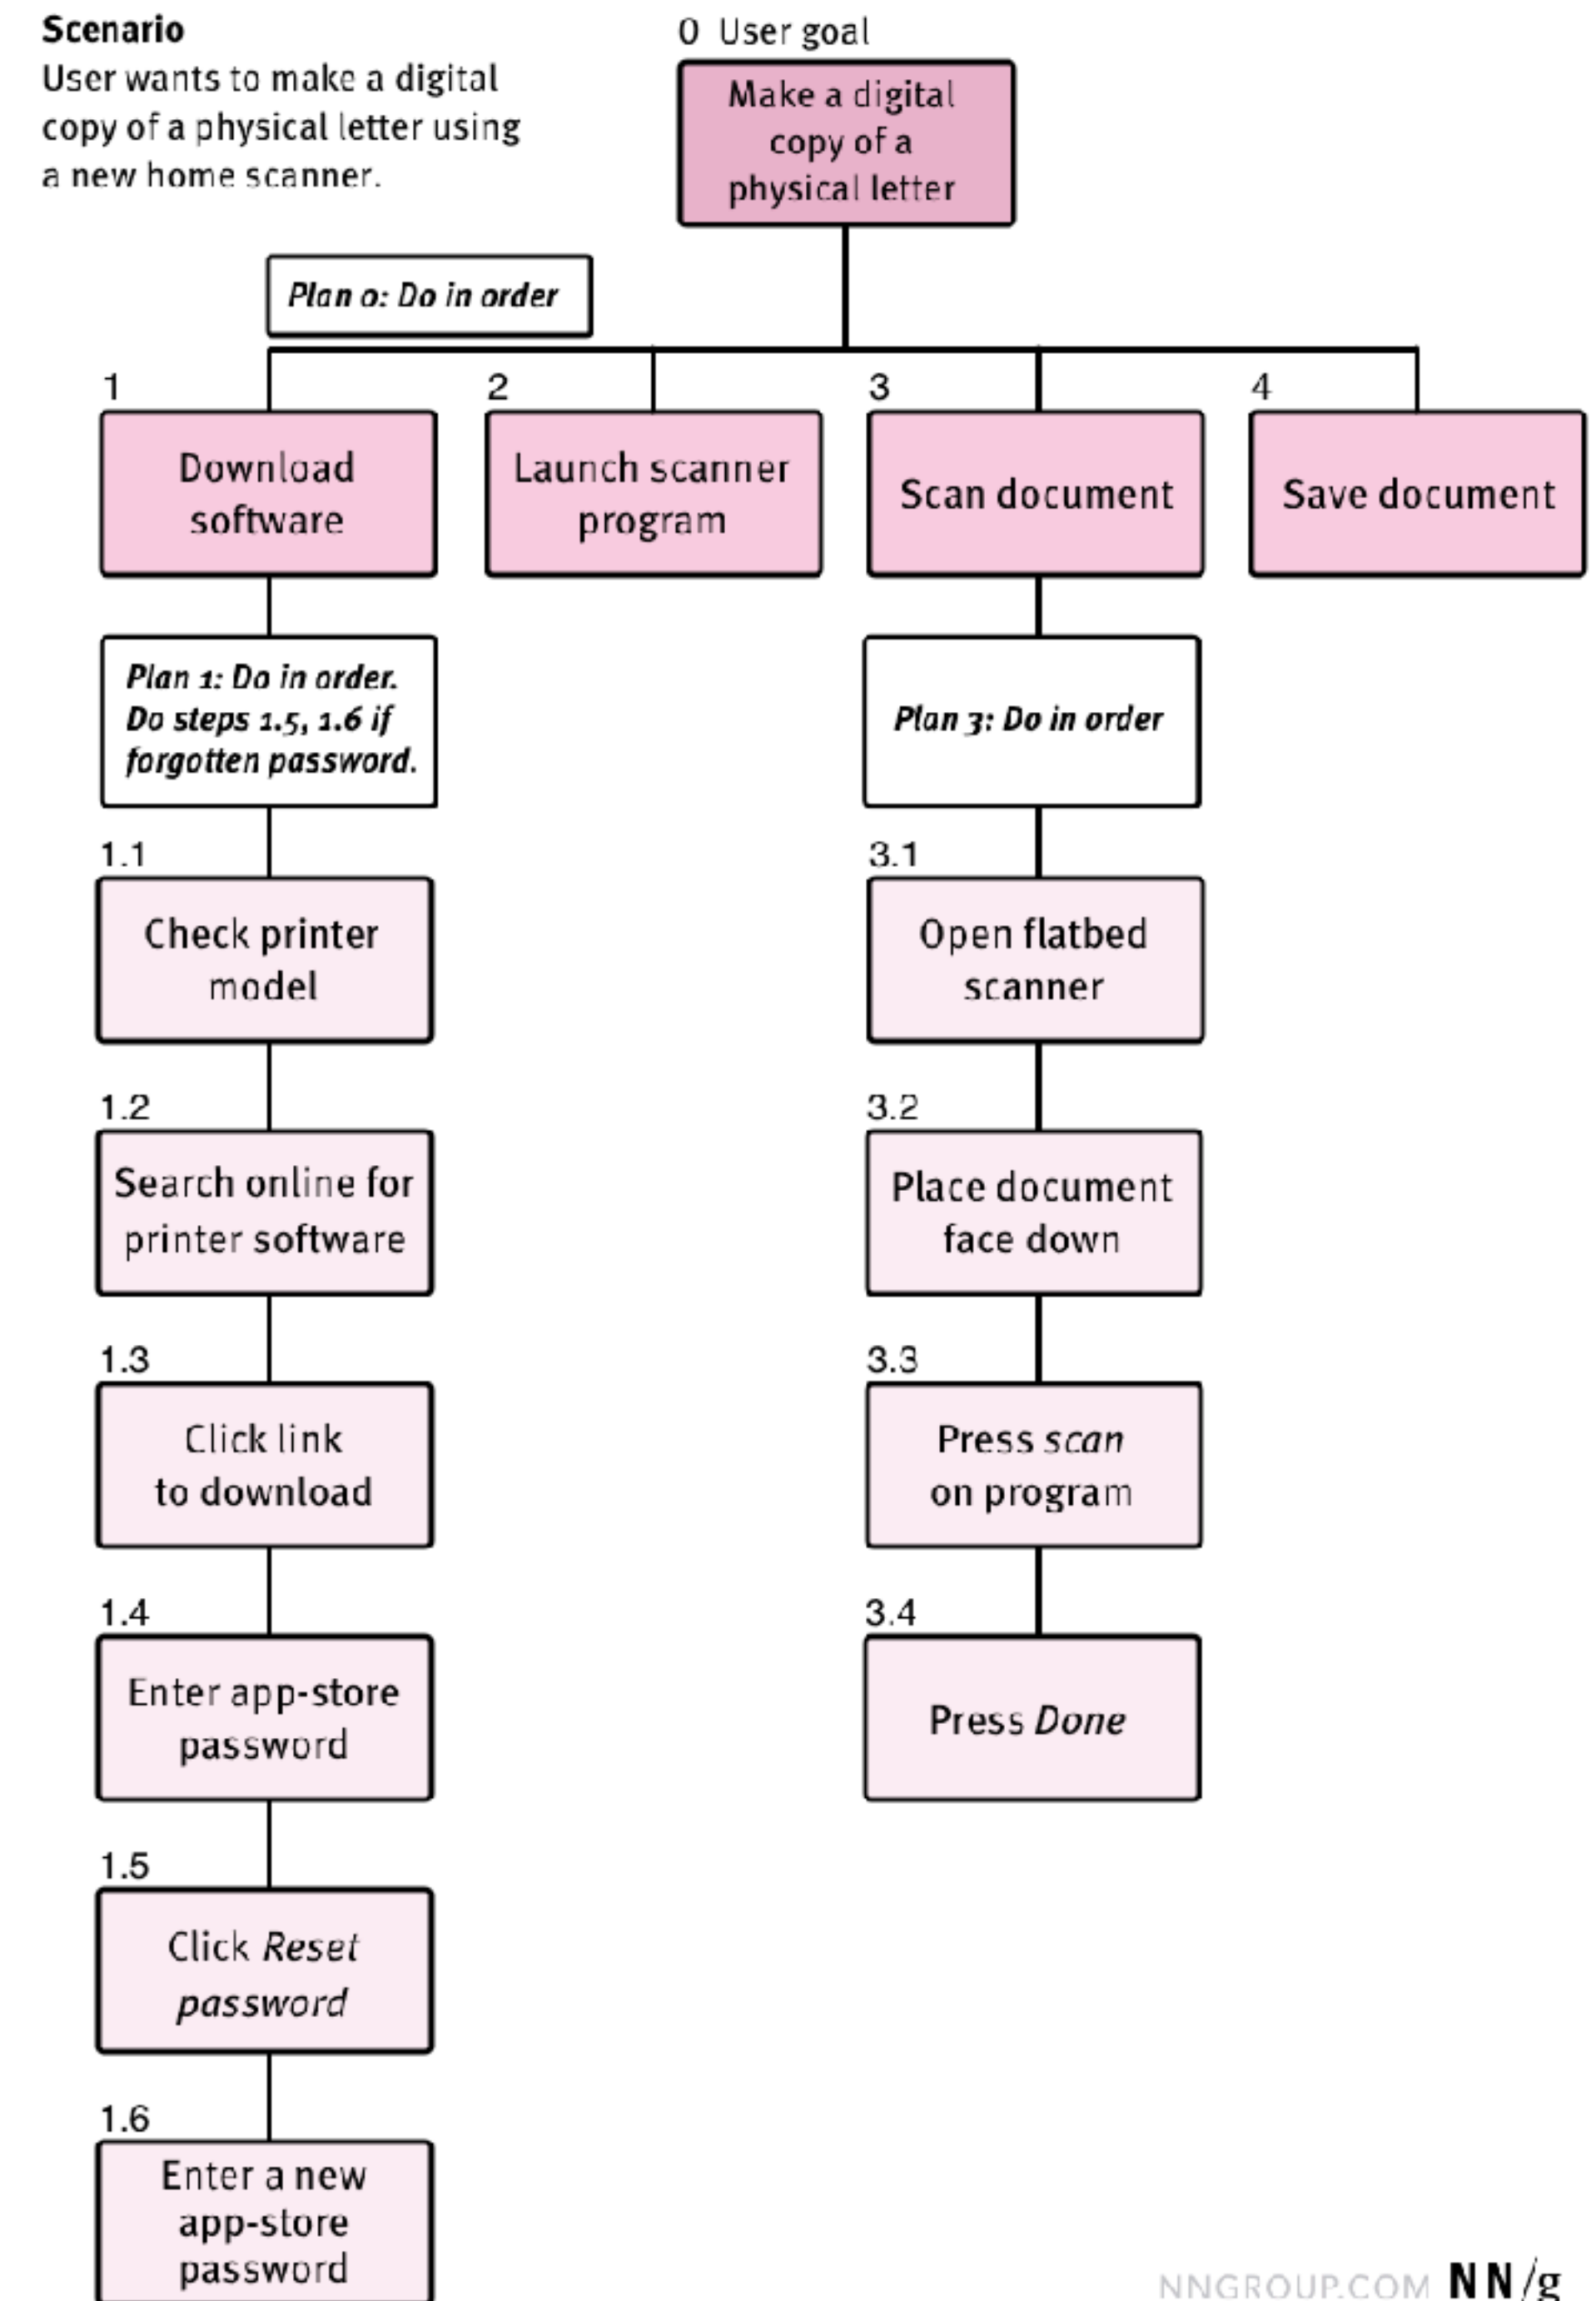 Scenario
User wants to make a digital
copy of a physical letter using
a new home scanner.
0 User goal
Make a digital
copy of a
physical letter
Plan 0: Do in order
1
Download
software
2
Launch scanner
program
3
Scan document
4
Save document
Plan 1: Do in order.
Do steps 1.5, 1.6 if
forgotten password.
1.1
Check printer
model
1.2
Search online for
printer software
1.3
Click link
to download
1.4
Enter app-store
password
1.5
Click Reset
password
1.6
Enter a new
app-store
password
Plan 3: Do in order
3.1
Open flatbed
scanner
3.2
Place document
face down
3.3
Press scan
on program
3.4
Press Done
NNGROUP.COM NN/g